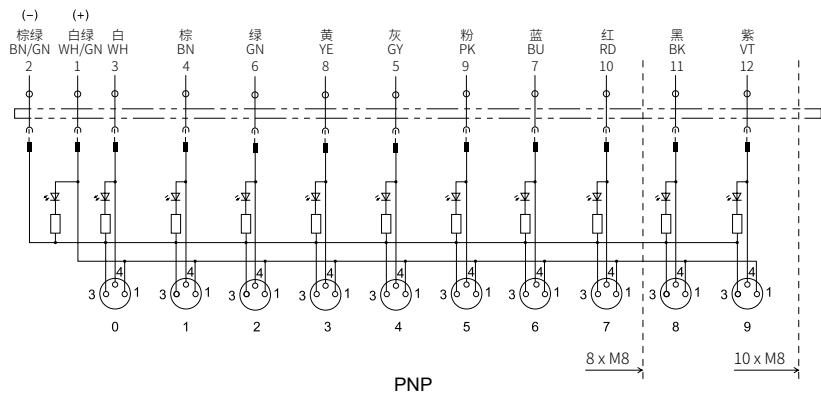 (-) (+)
棕绿 白绿 白 棕 绿 黄 灰 粉 蓝 红 黑 紫
BN/GN WH/GN WH BN GN YE GY PK BU RD BK VT
2 1 3 4 6 8 5 9 7 10 11 12
4 4 4 4 4 4 4 4 4 4
3 1 3 1 3 1 3 1 3 1 3 1 3 1 3 1 3 1 3 1
0 1 2 3 4 5 6 7 8 9
8 x M8 10 x M8
PNP